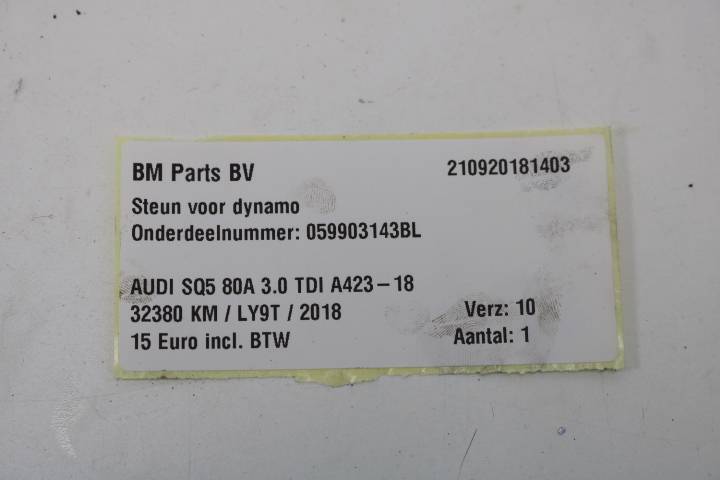 BM Parts BV 210920181403
Steun voor dynamo
Onderdeelnummer: 059903143BL
AUDI SQ5 80A 3.0 TDI A423-18
32380 KM / LY9T / 2018 Verz: 10
15 Euro incl. BTW Aantal: 1